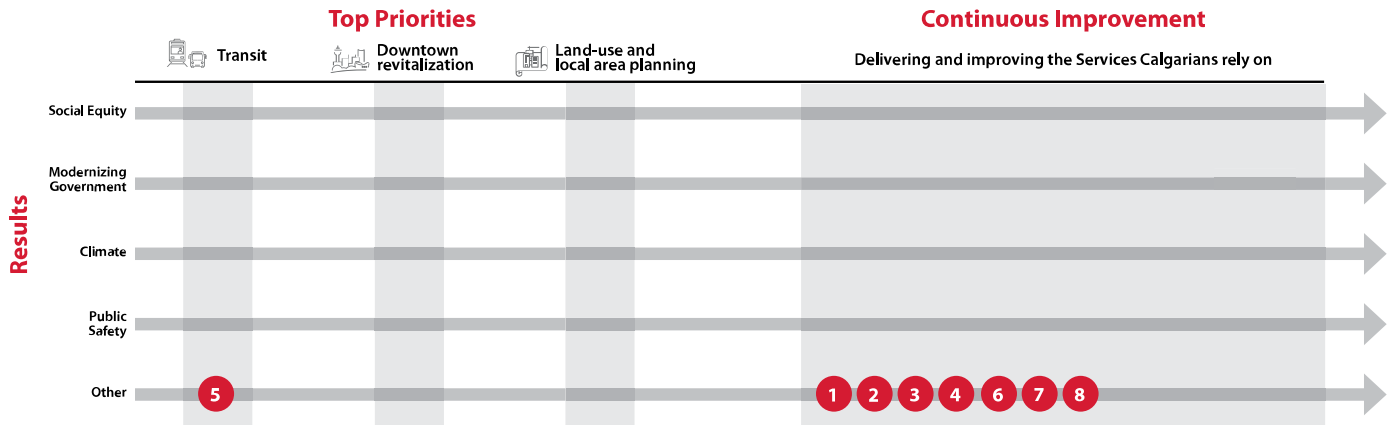 Top Priorities
Continuous Improvement
Transit
Downtown
revitalization
Land-use and
local area planning
Delivering and improving the Services Calgarians rely on
Results
Social Equity
Modernizing
Government
Climate
Public
Safety
Other
5
1 2 3 4 6 7 8